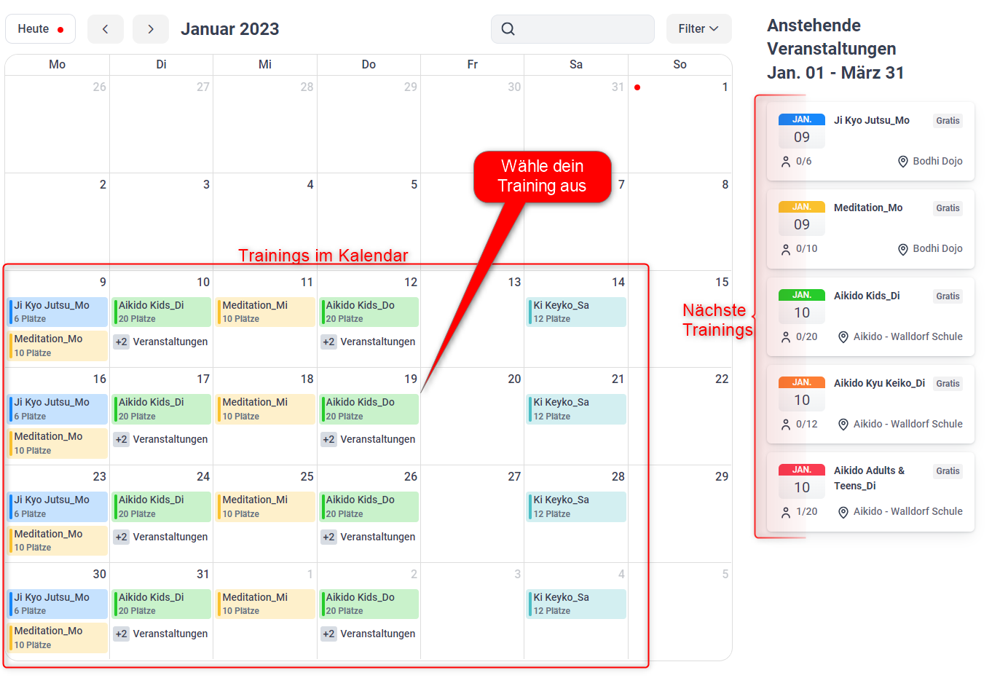 Heute
Januar 2023
Filter
Mo Di Mi Do Fr Sa So
26 27 28 29 30 31 1
2 3 4 5 7 8
Wähle dein
Training aus
Trainings im Kalendar
9 10 11 12 13 14 15
Ji Kyo Jutsu_Mo Aikido Kids_Di Meditation_Mi Aikido Kids_Do Ki Keyko_Sa
6 Plätze 20 Plätze 10 Plätze 20 Plätze 12 Plätze
Meditation_Mo +2 Veranstaltungen +2 Veranstaltungen
10 Plätze
16 17 18 19 20 21 22
Ji Kyo Jutsu_Mo Aikido Kids_Di Meditation_Mi Aikido Kids_Do Ki Keyko_Sa
6 Plätze 20 Plätze 10 Plätze 20 Plätze 12 Plätze
Meditation_Mo +2 Veranstaltungen +2 Veranstaltungen
10 Plätze
23 24 25 26 27 28 29
Ji Kyo Jutsu_Mo Aikido Kids_Di Meditation_Mi Aikido Kids_Do Ki Keyko_Sa
6 Plätze 20 Plätze 10 Plätze 20 Plätze 12 Plätze
Meditation_Mo +2 Veranstaltungen +2 Veranstaltungen
10 Plätze
30 31 1 2 3 4 5
Ji Kyo Jutsu_Mo Aikido Kids_Di Meditation_Mi Aikido Kids_Do Ki Keyko_Sa
6 Plätze 20 Plätze 10 Plätze 20 Plätze 12 Plätze
Meditation_Mo +2 Veranstaltungen +2 Veranstaltungen
10 Plätze
Anstehende
Veranstaltungen
Jan. 01 - März 31
Nächste
Trainings
JAN. Ji Kyo Jutsu_Mo Gratis
09
0/6 Bodhi Dojo
JAN. Meditation_Mo Gratis
09
0/10 Bodhi Dojo
JAN. Aikido Kids_Di Gratis
10
0/20 Aikido - Walldorf Schule
JAN. Aikido Kyu Keiko_Di Gratis
10
0/12 Aikido - Walldorf Schule
JAN. Aikido Adults & Gratis
10 Teens_Di
1/20 Aikido - Walldorf Schule